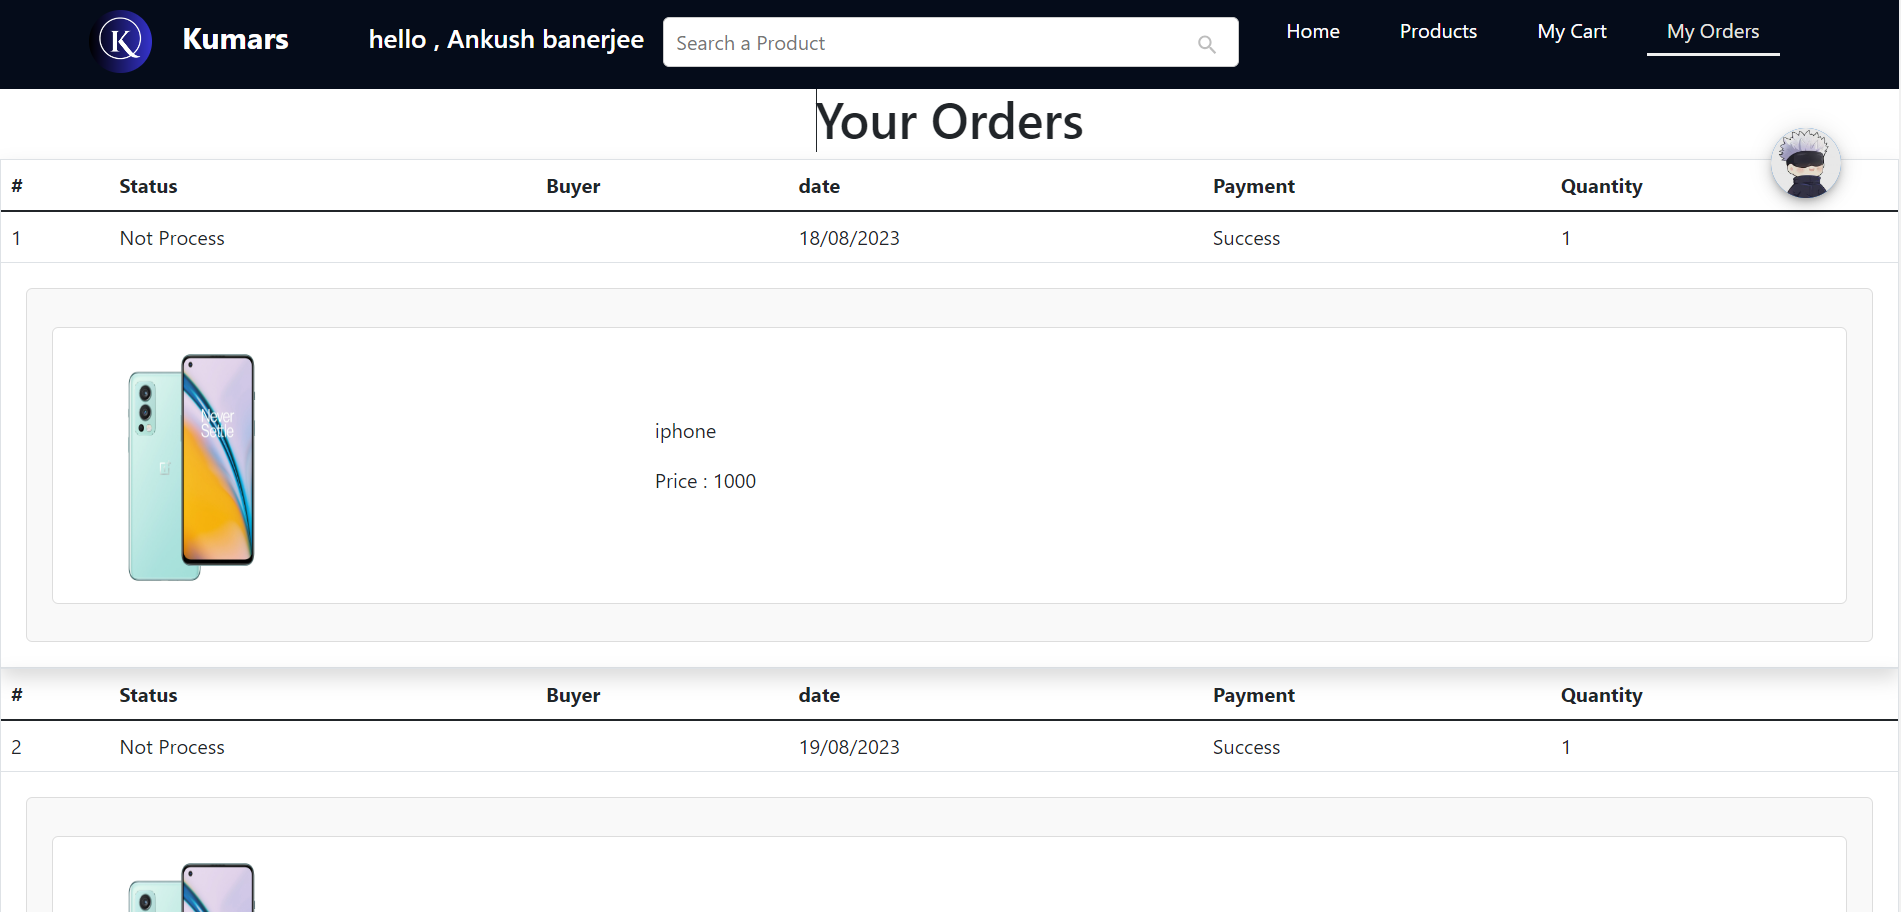 K Kumars hello , Ankush banerjee Search a Product Home Products My Cart My Orders
Your Orders
# Status Buyer date Payment Quantity
1 Not Process 18/08/2023 Success 1
Never
Settle
iphone
Price : 1000
# Status Buyer date Payment Quantity
2 Not Process 19/08/2023 Success 1